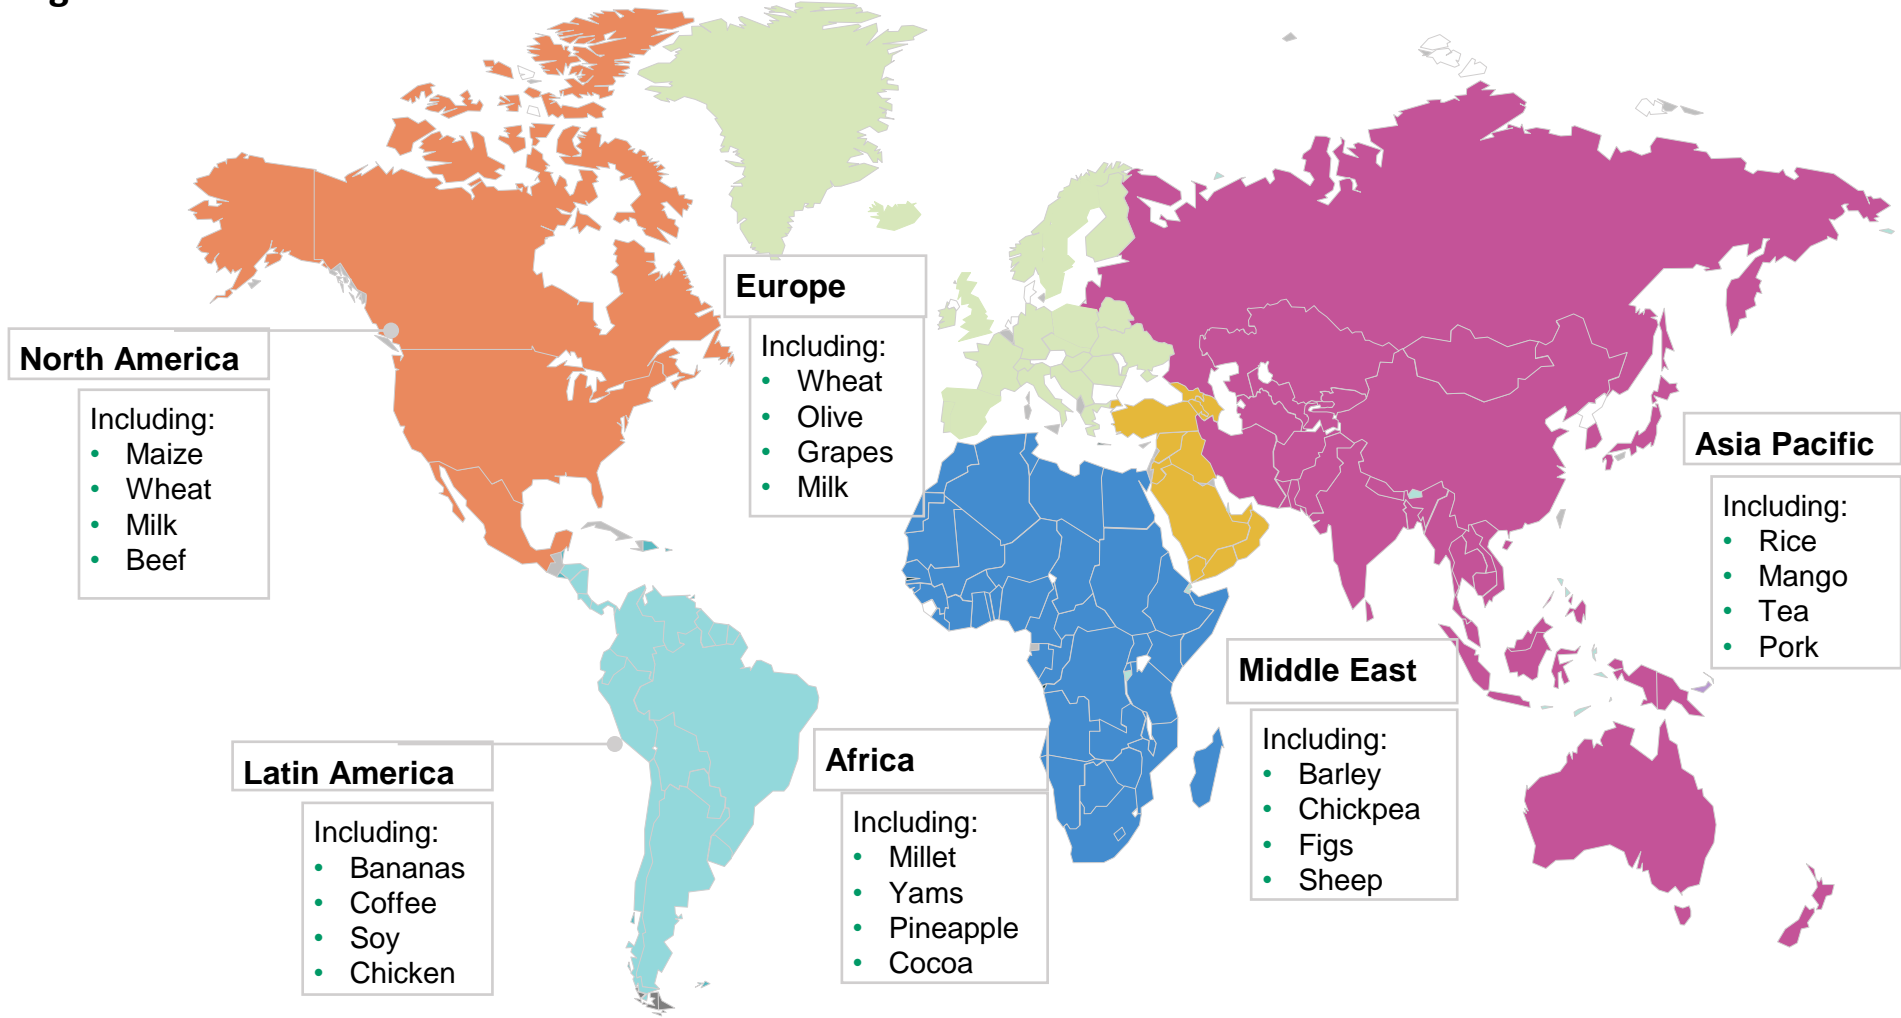 North America
Including:
• Maize
• Wheat
• Milk
• Beef
Europe
Including:
• Wheat
• Olive
• Grapes
• Milk
Asia Pacific
Including:
• Rice
• Mango
• Tea
• Pork
Latin America
Including:
• Bananas
• Coffee
• Soy
• Chicken
Africa
Including:
• Millet
• Yams
• Pineapple
• Cocoa
Middle East
Including:
• Barley
• Chickpea
• Figs
• Sheep